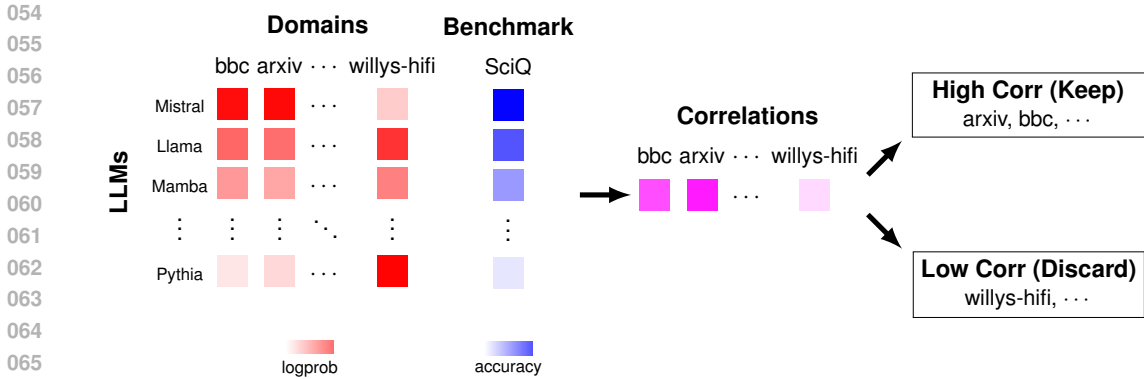 054
055
056
057
058
059
060
061
062
063
064
065
Domains
Benchmark
bbc arxiv ··· willys-hifi
SciQ
LLMs
Mistral ···
Llama ···
Mamba ···
⋮ ⋮ ⋮ ⋱ ⋮ ⋮
Pythia ···
logprob
accuracy
Correlations
bbc arxiv ··· willys-hifi
···
High Corr (Keep)
arxiv, bbc, ···
Low Corr (Discard)
willys-hifi, ···